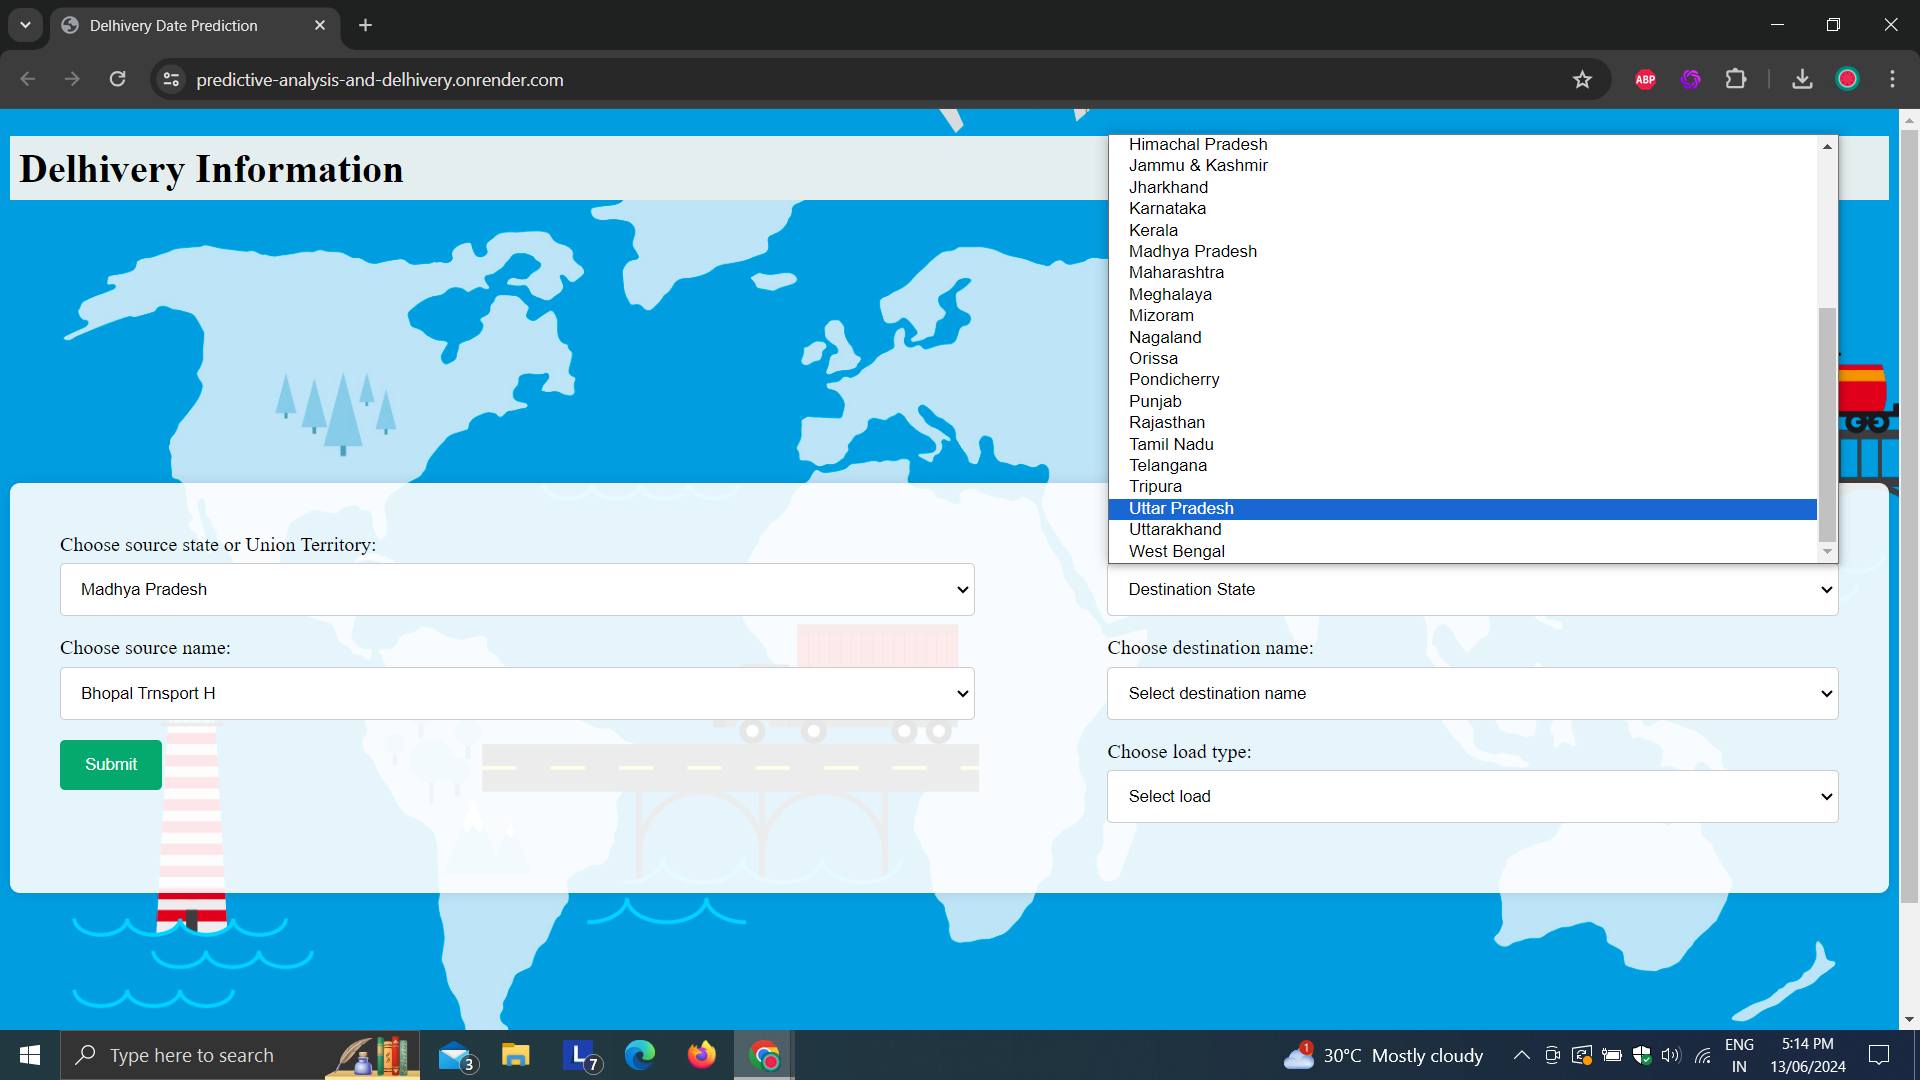 Delhivery Date Prediction
predictive-analysis-and-delhivery.onrender.com
ABP
Delhivery Information
Himachal Pradesh
Jammu & Kashmir
Jharkhand
Karnataka
Kerala
Madhya Pradesh
Maharashtra
Meghalaya
Mizoram
Nagaland
Orissa
Pondicherry
Punjab
Rajasthan
Tamil Nadu
Telangana
Tripura
Uttar Pradesh
Uttarakhand
West Bengal
Choose source state or Union Territory:
Madhya Pradesh
Destination State
Choose source name:
Choose destination name:
Bhopal Trnsport H
Select destination name
Submit
Choose load type:
Select load
Type here to search
3
L
7
1
30°C Mostly cloudy
ENG
IN
5:14 PM
13/06/2024